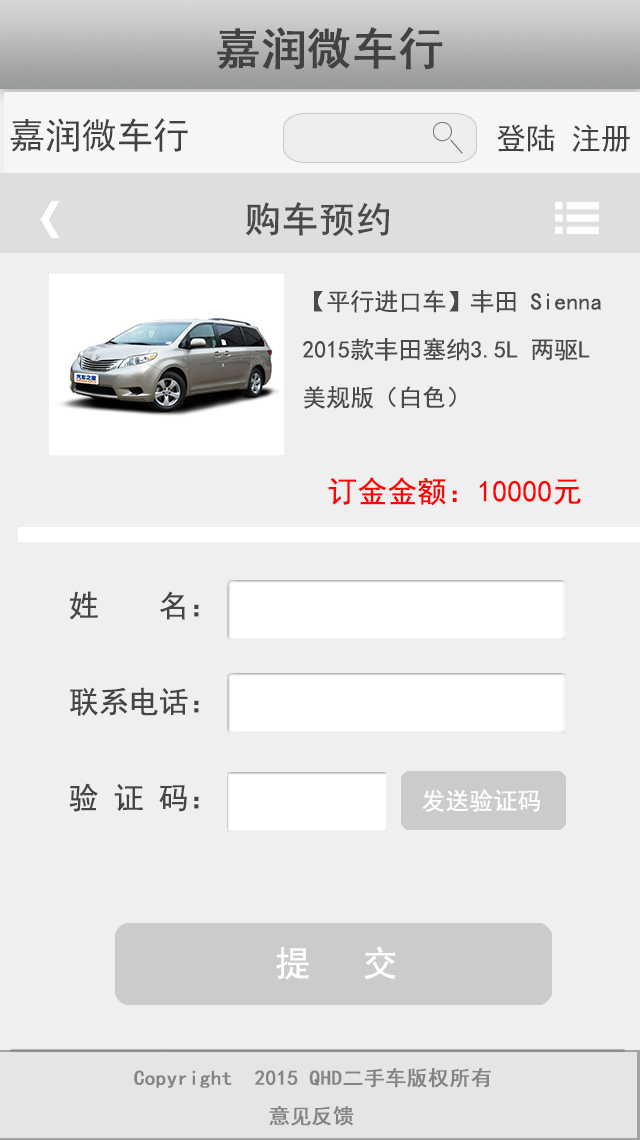 嘉润微车行
嘉润微车行 登陆 注册
购车预约
【平行进口车】丰田 Sienna
2015款丰田塞纳3.5L 两驱L
美规版（白色）
汽车之家
订金金额：10000元
姓 名：
联系电话：
验 证 码： 发送验证码
提 交
Copyright 2015 QHD二手车版权所有
意见反馈